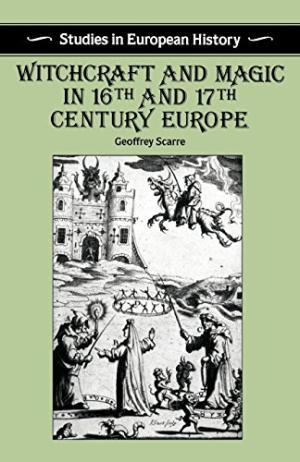 Studies in European History
WITCHCRAFT AND MAGIC
IN 16TH AND 17TH
CENTURY EUROPE
Geoffrey Scarre